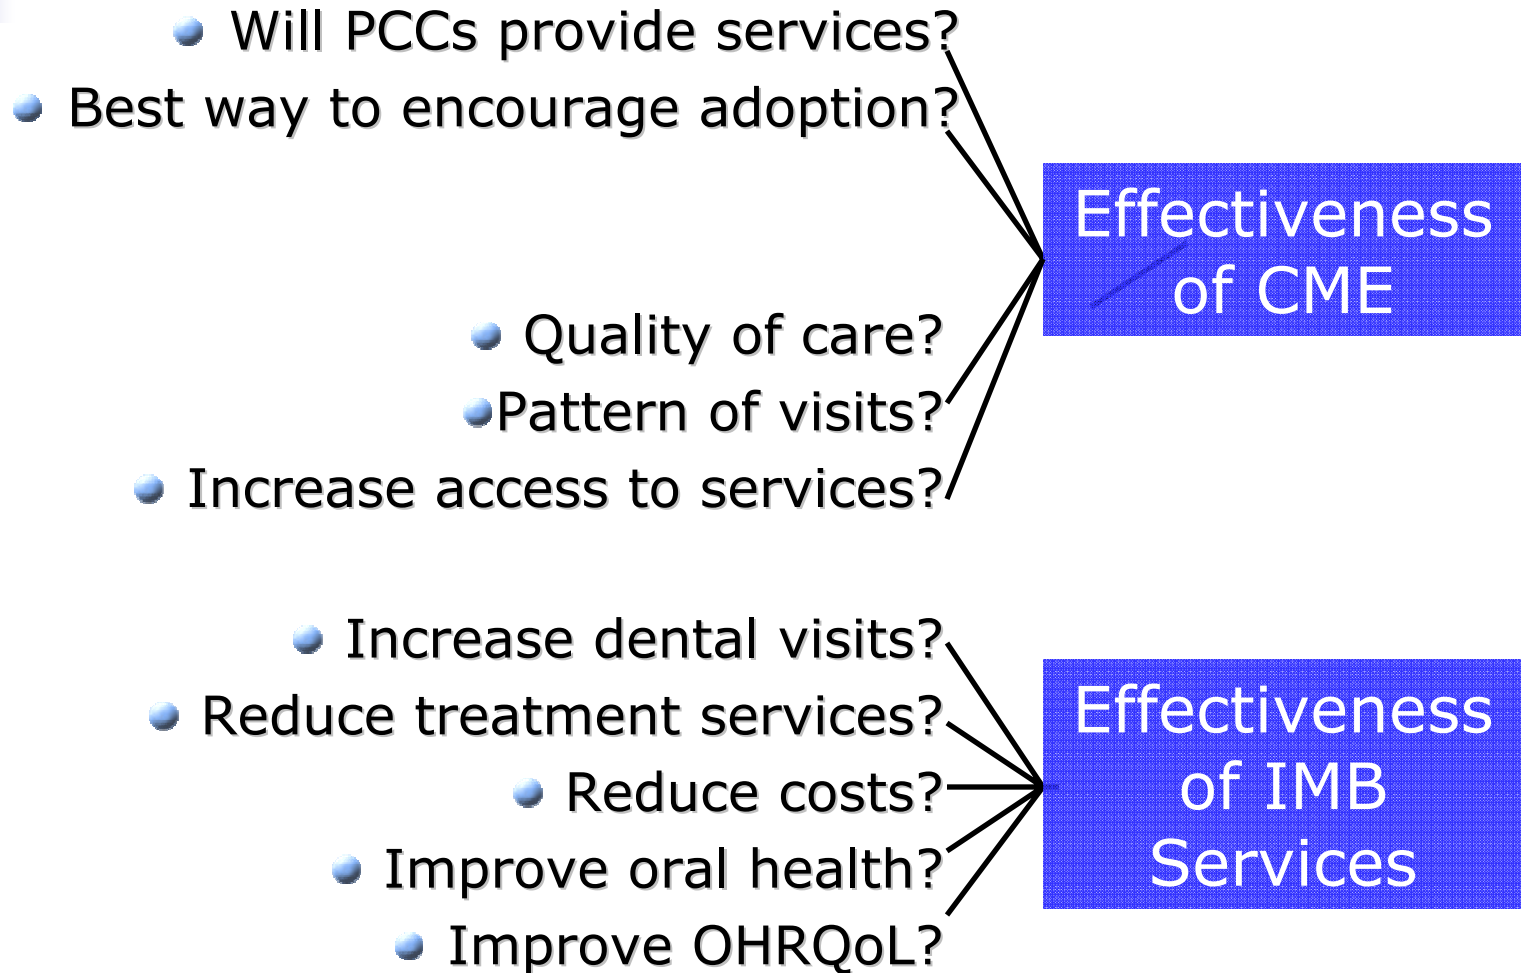 Will PCCs provide services?
Best way to encourage adoption?
Effectiveness
of CME
Quality of care?
Pattern of visits?
Increase access to services?
Increase dental visits?
Reduce treatment services?
Reduce costs?
Improve oral health?
Improve OHRQoL?
Effectiveness
of IMB
Services